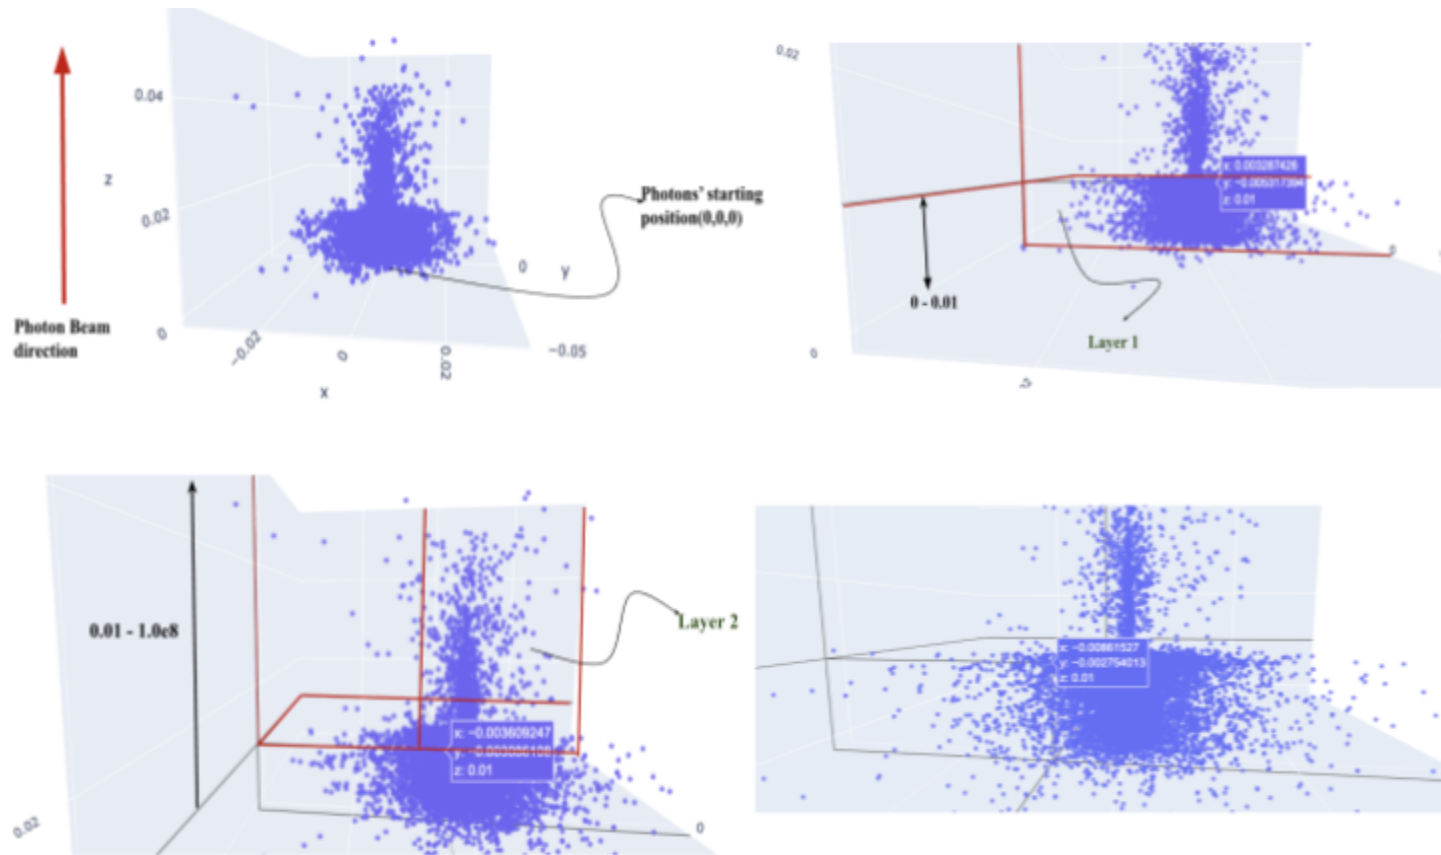 0.04
z
0.02
0
−0.02
0
0.02
x
0
y
−0.05
Photon Beam
direction
Photons' starting
position(0,0,0)
0.02
x: 0.003287426
z: 0.01
0
0 - 0.01
Layer 1
0
0.01 - 1.0e8
Layer 2
x: −0.003609247
z: 0.01
0.02
0
x: −0.00861527
y: −0.002754013
z: 0.01